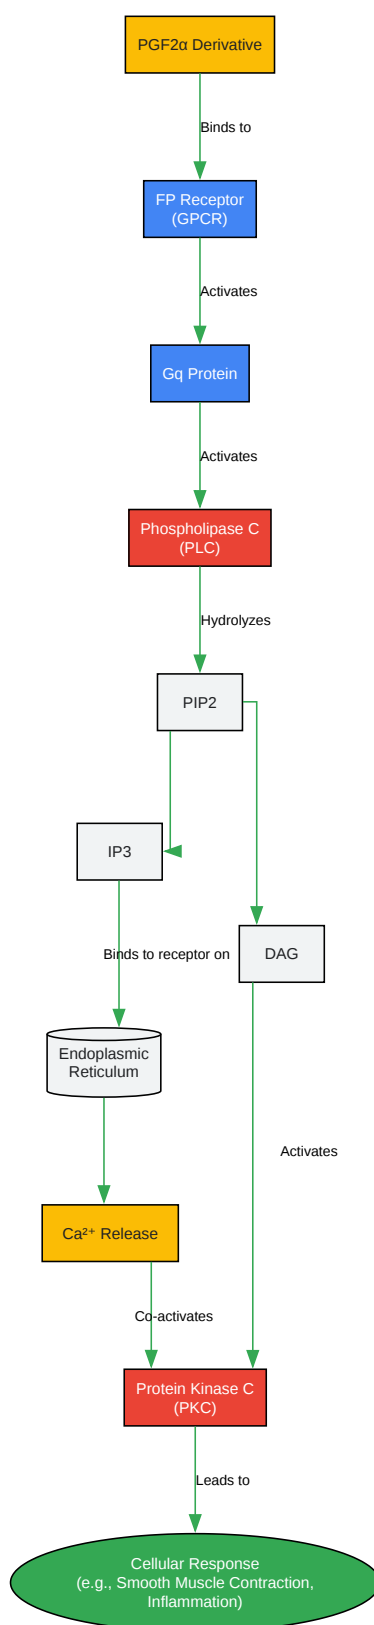 PGF2α Derivative
Binds to
FP Receptor
(GPCR)
Activates
Gq Protein
Activates
Phospholipase C
(PLC)
Hydrolyzes
PIP2
IP3
Binds to receptor on
DAG
Endoplasmic
Reticulum
Activates
Ca²⁺ Release
Co-activates
Protein Kinase C
(PKC)
Leads to
Cellular Response
(e.g., Smooth Muscle Contraction,
Inflammation)